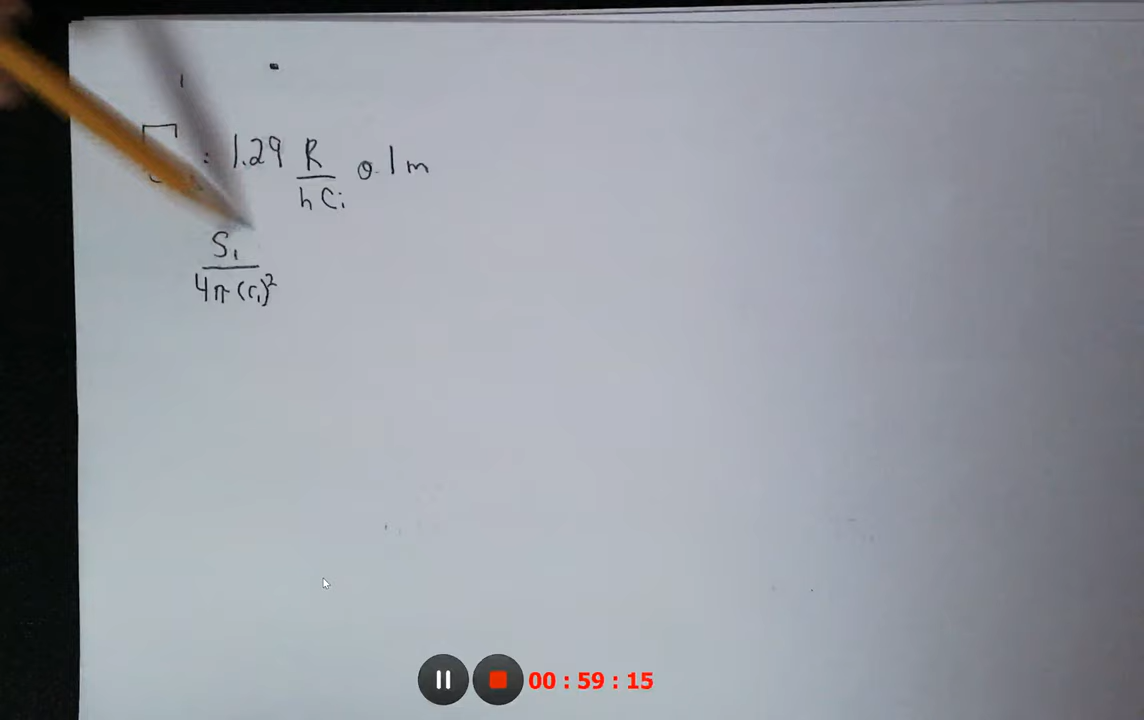 : 1.29 R/hCi 0.1m
S₁/4π(r₁)²
00 : 59 : 15